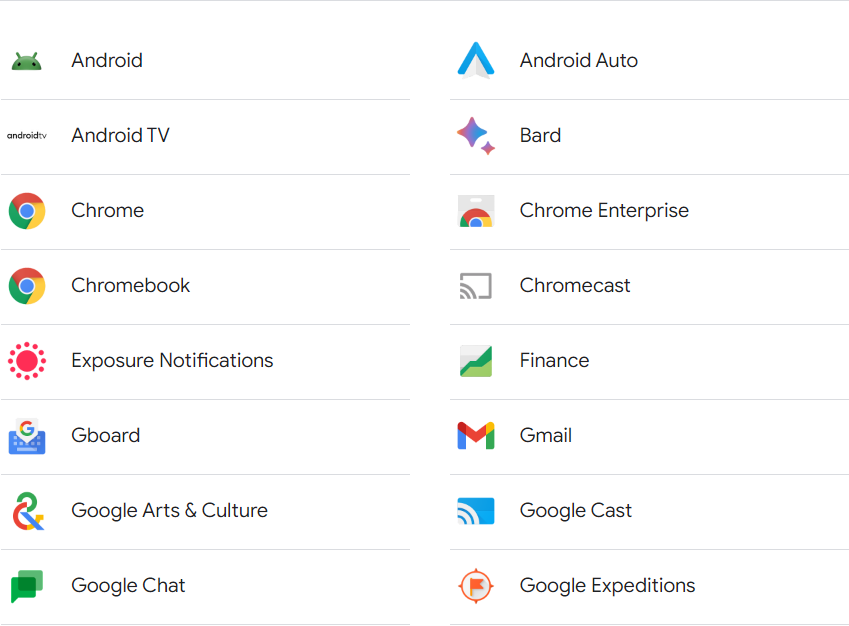 Android
Android Auto
androidtv
Android TV
Bard
Chrome
Chrome Enterprise
Chromebook
Chromecast
Exposure Notifications
Finance
G
Gboard
Gmail
Google Arts & Culture
Google Cast
Google Chat
Google Expeditions